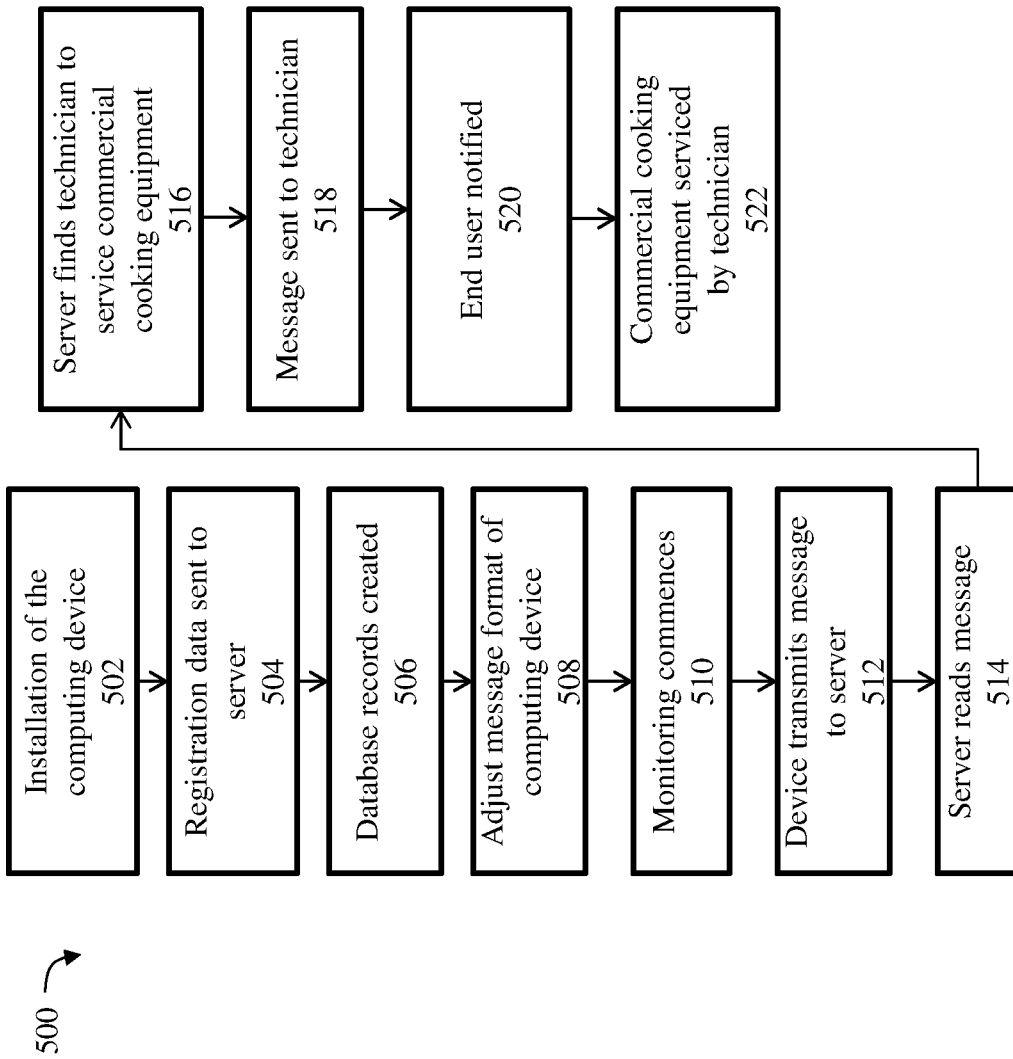 500
Installation of the
computing device
502
Registration data sent to
server
504
Database records created
506
Adjust message format of
computing device
508
Monitoring commences
510
Device transmits message
to server
512
Server reads message
514
Server finds technician to
service commercial
cooking equipment
516
Message sent to technician
518
End user notified
520
Commercial cooking
equipment serviced
by technician
522